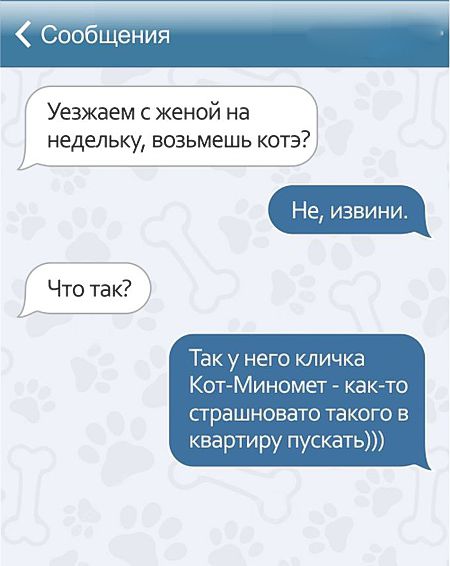 Сообщения
Уезжаем с женой на
недельку, возьмешь котэ?
Не, извини.
Что так?
Так у него кличка
Кот-Миномет - как-то
страшновато такого в
квартиру пускать)))